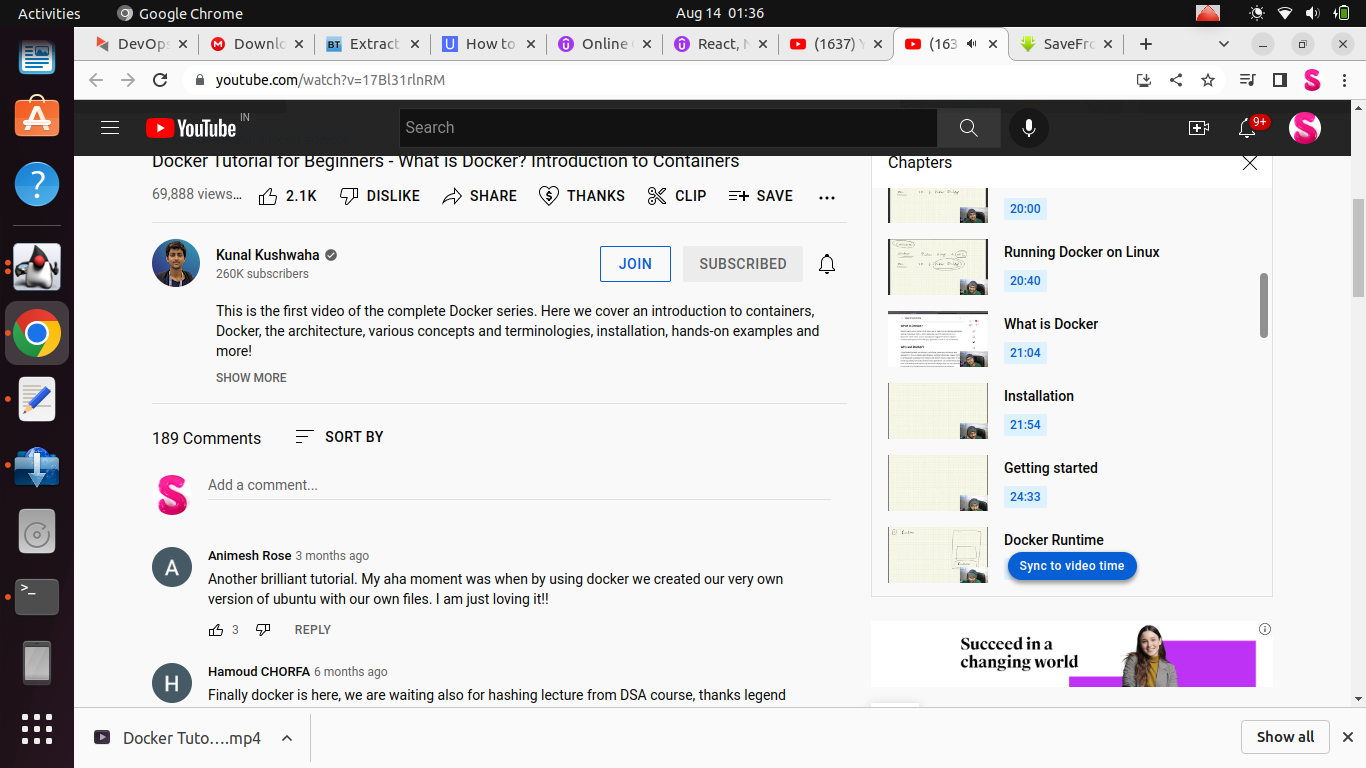 Activities
Google Chrome
Aug 14 01:36
DevOps
Downlo
BT
Extract
U
How to
Online
React,
(1637) Y
(163
SaveFro
youtube.com/watch?v=17Bl31rlnRM
S
YouTube
IN
Search
9+
S
Docker Tutorial for Beginners - What is Docker? Introduction to Containers
69,888 views...
2.1K
DISLIKE
SHARE
THANKS
CLIP
SAVE
Kunal Kushwaha
260K subscribers
JOIN
SUBSCRIBED
This is the first video of the complete Docker series. Here we cover an introduction to containers,
Docker, the architecture, various concepts and terminologies, installation, hands-on examples and
more!
SHOW MORE
189 Comments
SORT BY
S
Add a comment...
A
Animesh Rose 3 months ago
Another brilliant tutorial. My aha moment was when by using docker we created our very own
version of ubuntu with our own files. I am just loving it!!
3
REPLY
H
Hamoud CHORFA 6 months ago
Finally docker is here, we are waiting also for hashing lecture from DSA course, thanks legend
Chapters
20:00
Running Docker on Linux
20:40
What is Docker
21:04
Installation
21:54
Getting started
24:33
Docker Runtime
Sync to video time
Succeed in a
changing world
Docker Tuto....mp4
Show all